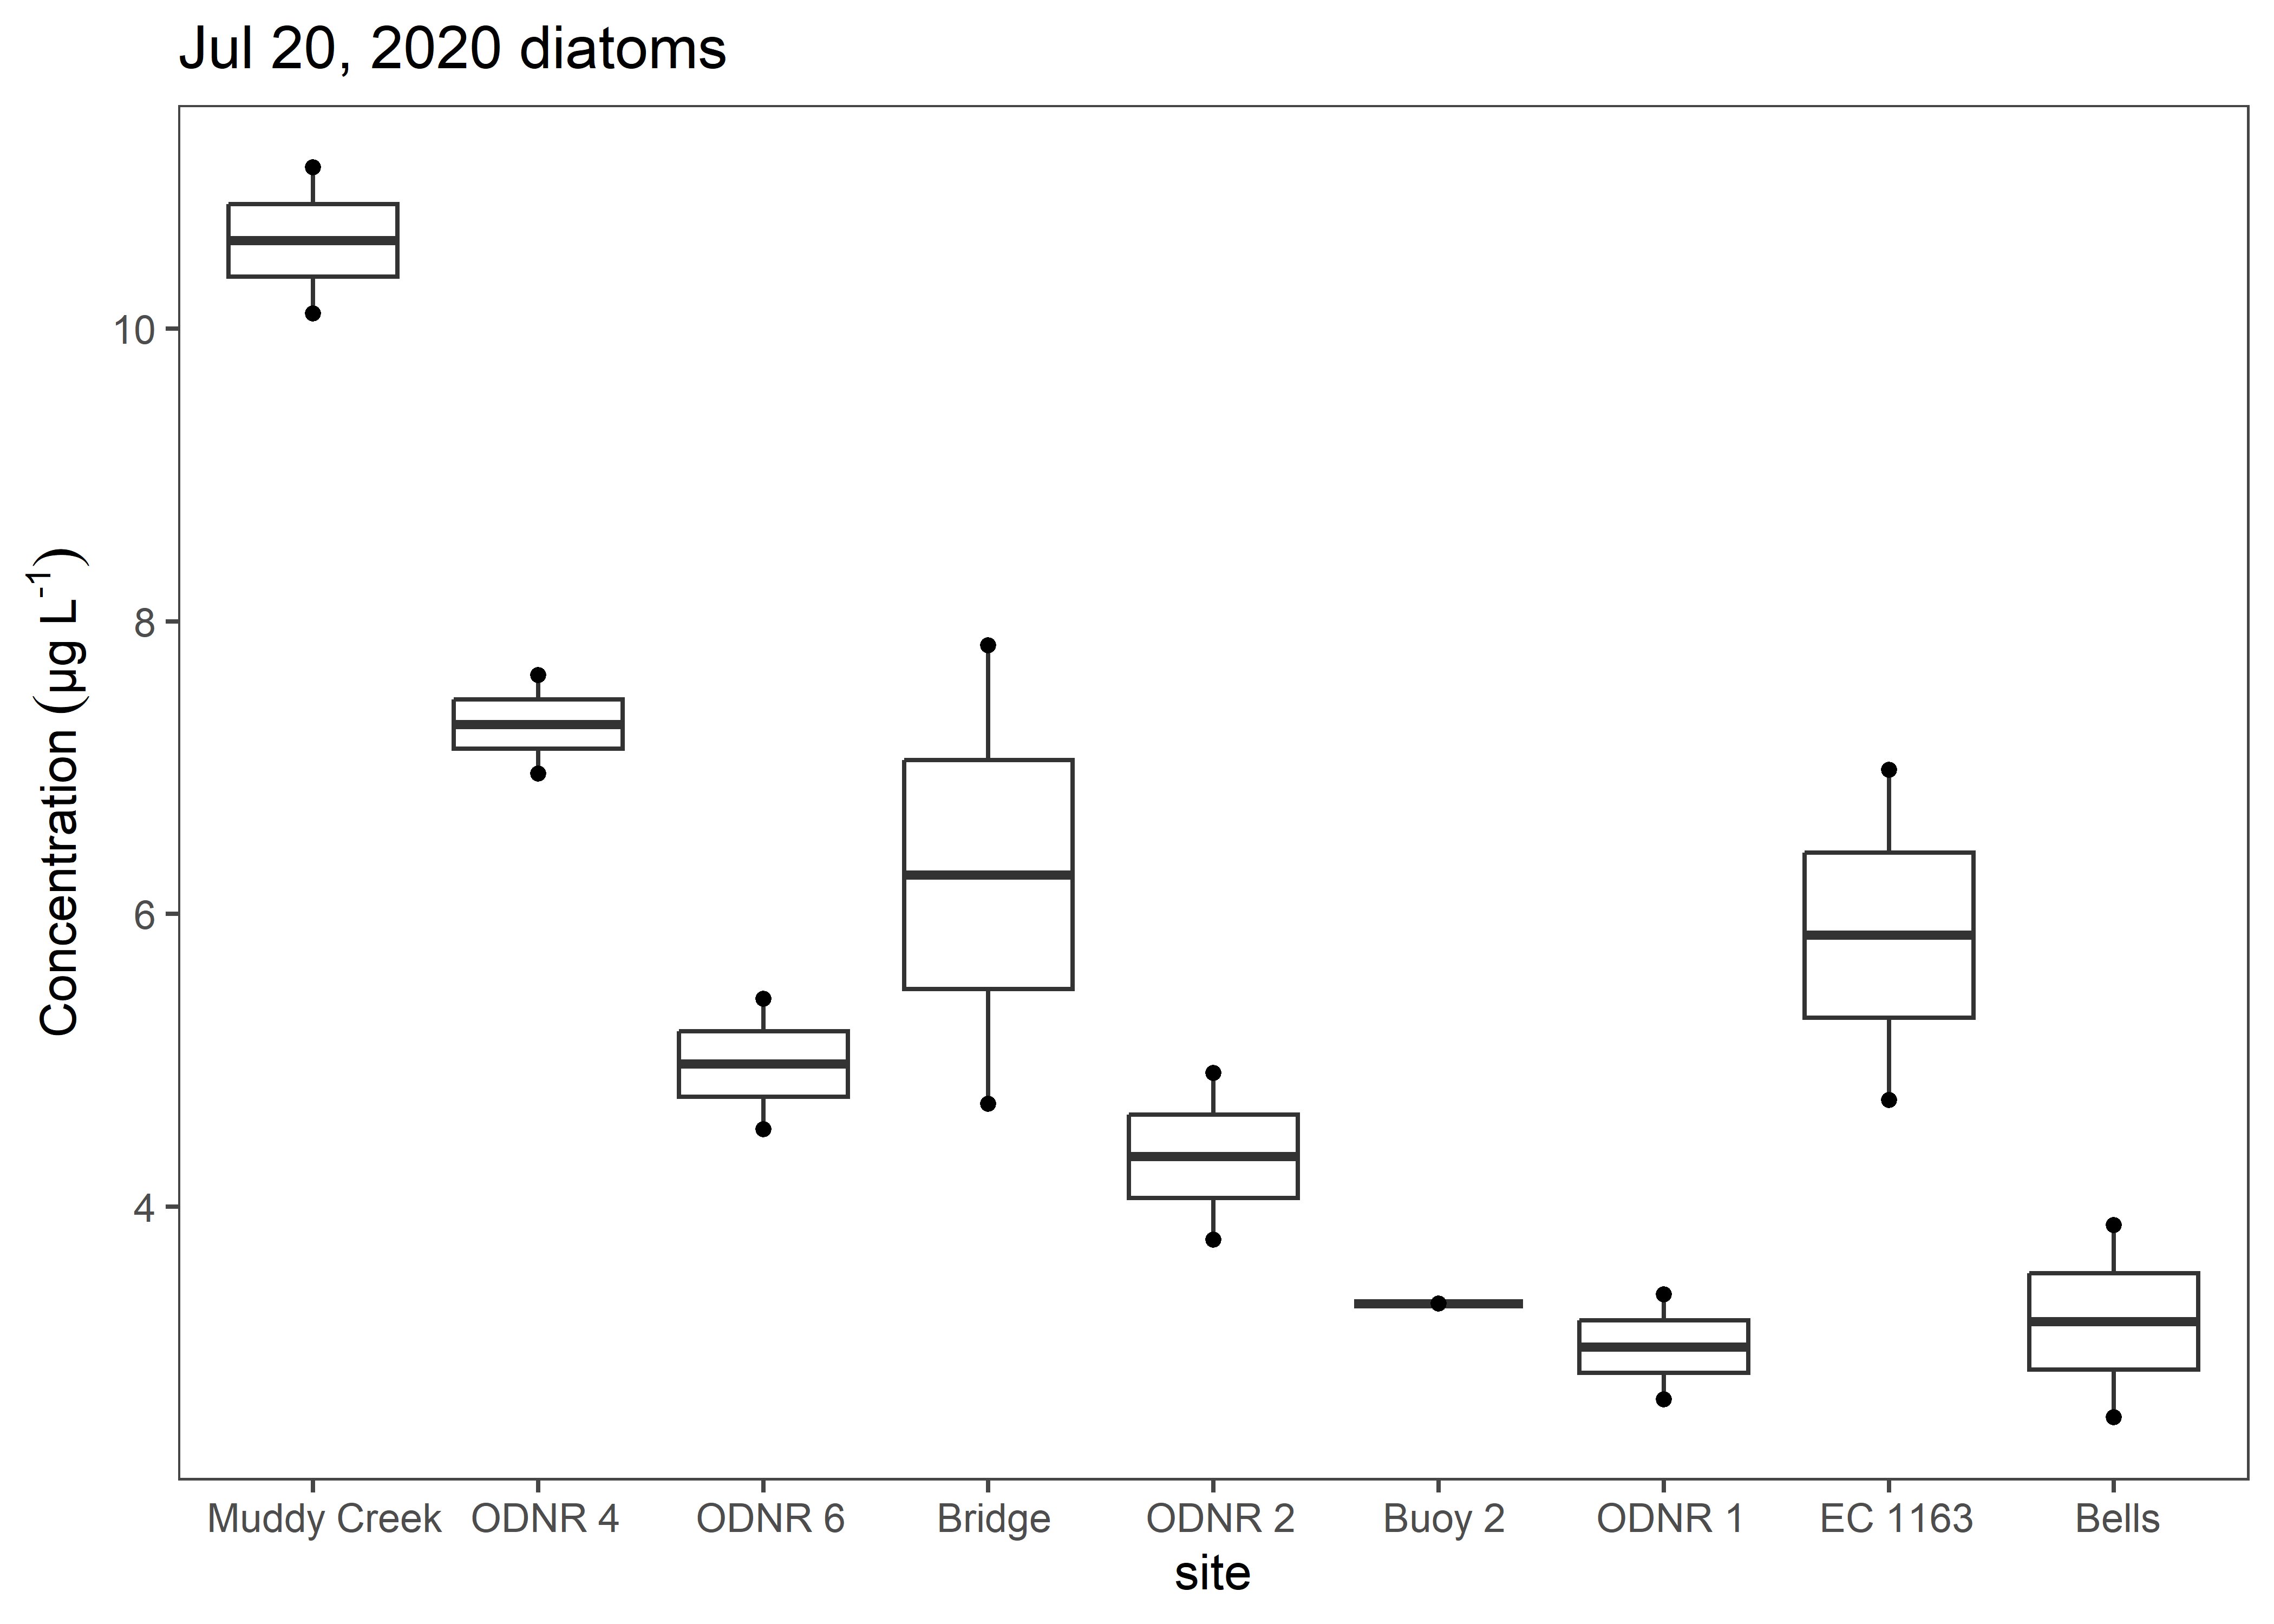 Jul 20, 2020 diatoms
Concentration (µg L⁻¹)
10
8
6
4
Muddy Creek ODNR 4 ODNR 6 Bridge ODNR 2 Buoy 2 ODNR 1 EC 1163 Bells
site